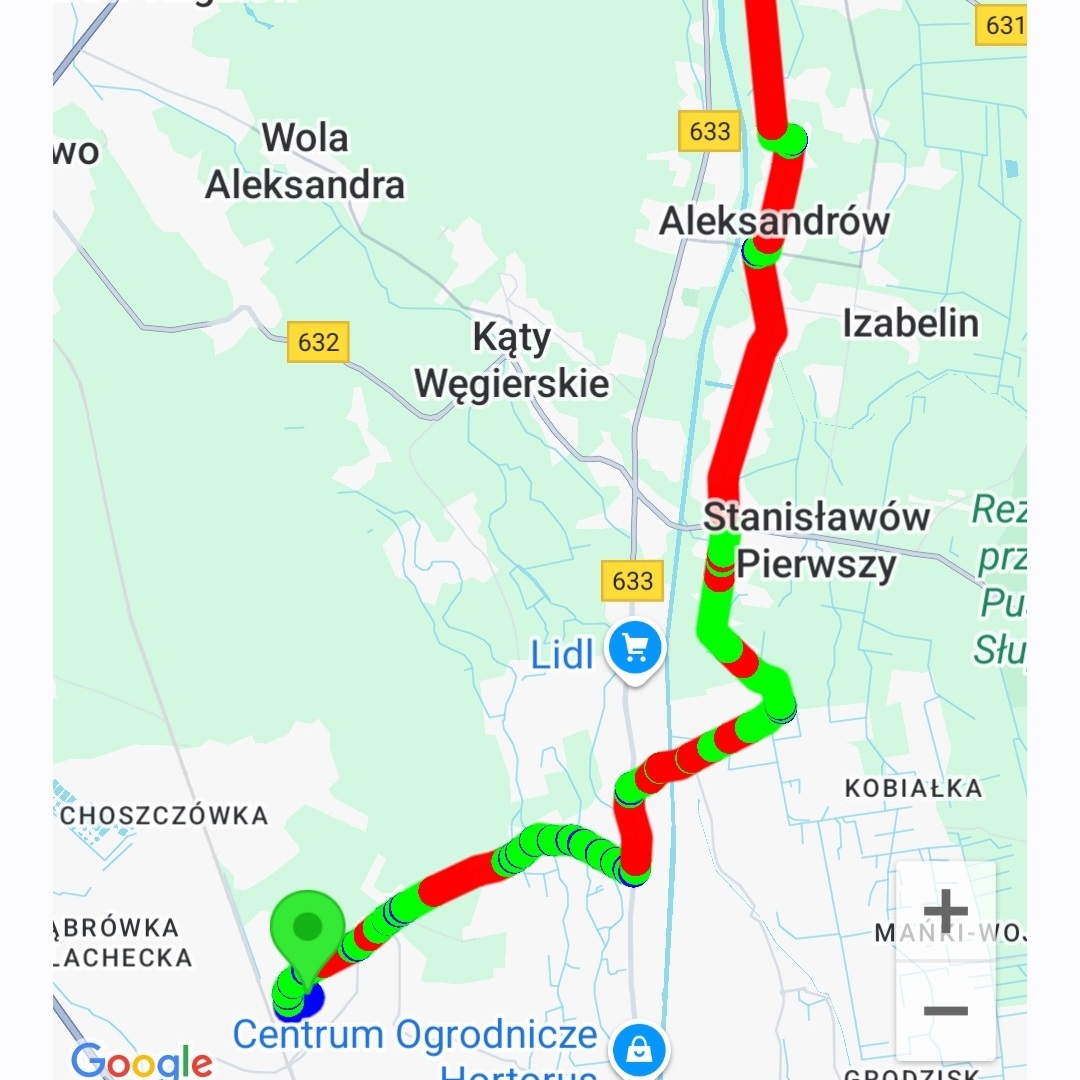 631
633
wo
Wola
Aleksandra
Aleksandrów
Izabelin
632
Kąty
Węgierskie
Stanisławów
Pierwszy
Rez
prz
Pu
Słu
633
Lidl
KOBIAŁKA
CHOSZCZÓWKA
ĄBRÓWKA
LACHECKA
MAŃKI-WOJ
+
−
Centrum Ogrodnicze
Hortorus
Google
GRODZISK